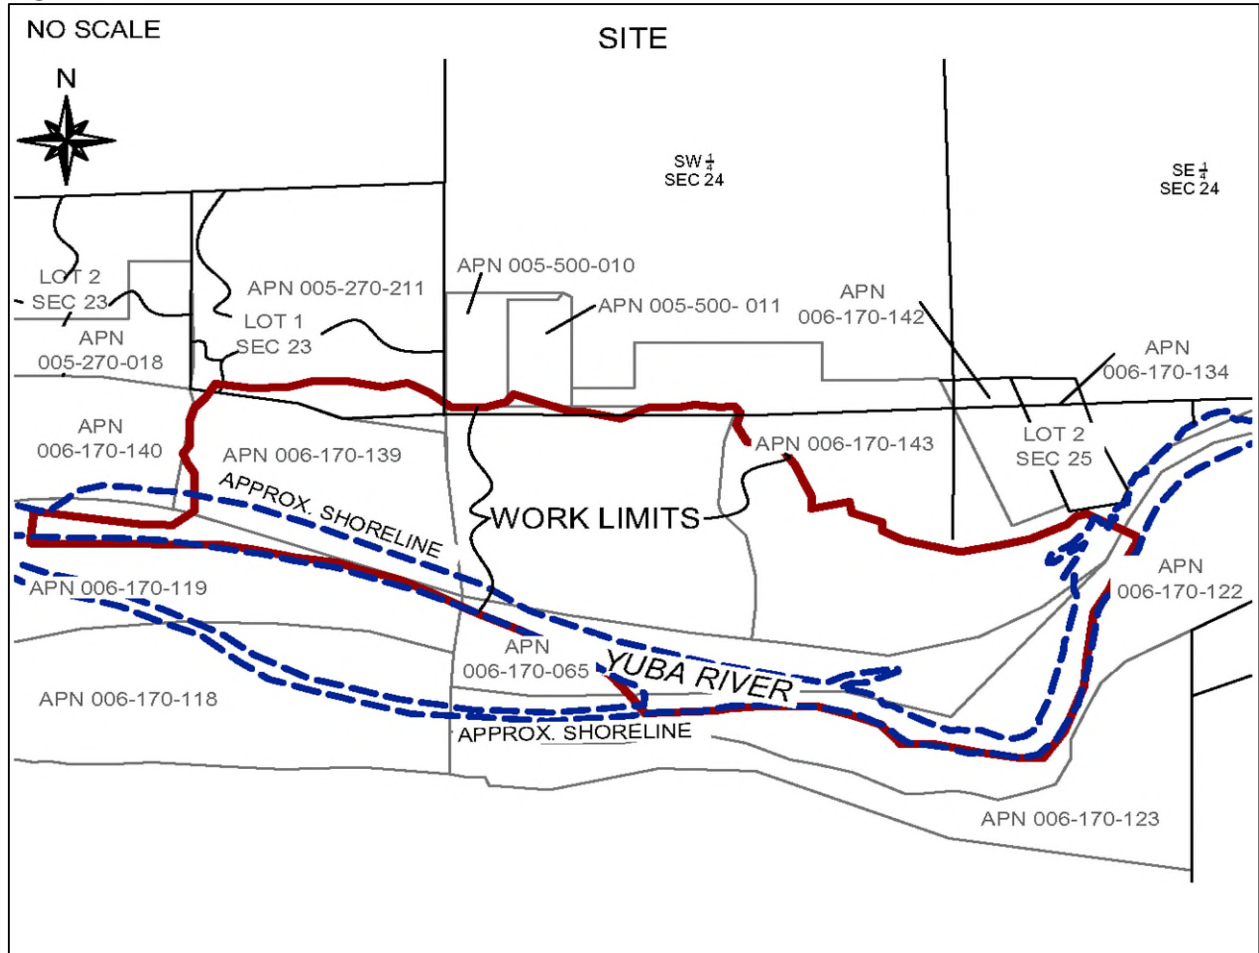 NO SCALE
SITE
N
SW 1/4
SEC 24
SE 1/4
SEC 24
LOT 2
SEC 23
APN 005-270-211
APN 005-500-010
APN 005-500- 011
APN
006-170-142
LOT 1
SEC 23
APN
005-270-018
APN
006-170-134
APN
006-170-140
APN 006-170-139
APN 006-170-143
LOT 2
SEC 25
APPROX. SHORELINE
WORK LIMITS
APN 006-170-119
APN
006-170-122
APN
006-170-065
YUBA RIVER
APN 006-170-118
APPROX. SHORELINE
APN 006-170-123